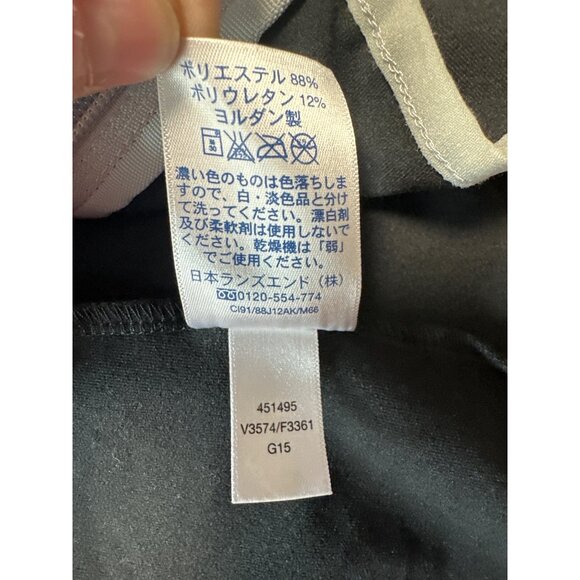 ポリエステル 88%
ポリウレタン 12%
ヨルダン製
濃い色のものは色落ちしま
すので、白・淡色品と分け
て洗ってください。漂白剤
及び柔軟剤は使用しないで
ください。乾燥機は「弱」
でご使用ください。
日本ランズエンド（株）
0120-554-774
CI91/88J12AK/M66
451495
V3574/F3361
G15